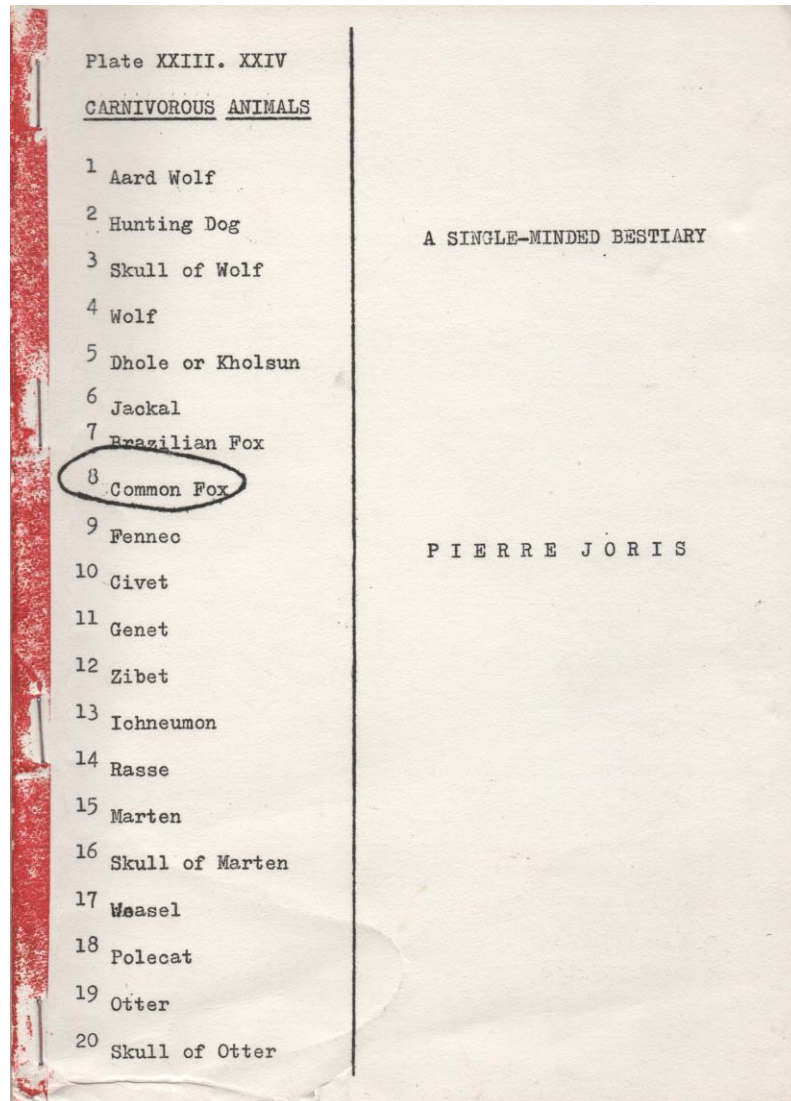 Plate XXIII. XXIV
CARNIVOROUS ANIMALS
1 Aard Wolf
2 Hunting Dog
3 Skull of Wolf
4 Wolf
5 Dhole or Kholsun
6 Jackal
7 Brazilian Fox
8 Common Fox
9 Fennec
10 Civet
11 Genet
12 Zibet
13 Ichneumon
14 Rasse
15 Marten
16 Skull of Marten
17 Weasel
18 Polecat
19 Otter
20 Skull of Otter
A SINGLE-MINDED BESTIARY
PIERRE JORIS